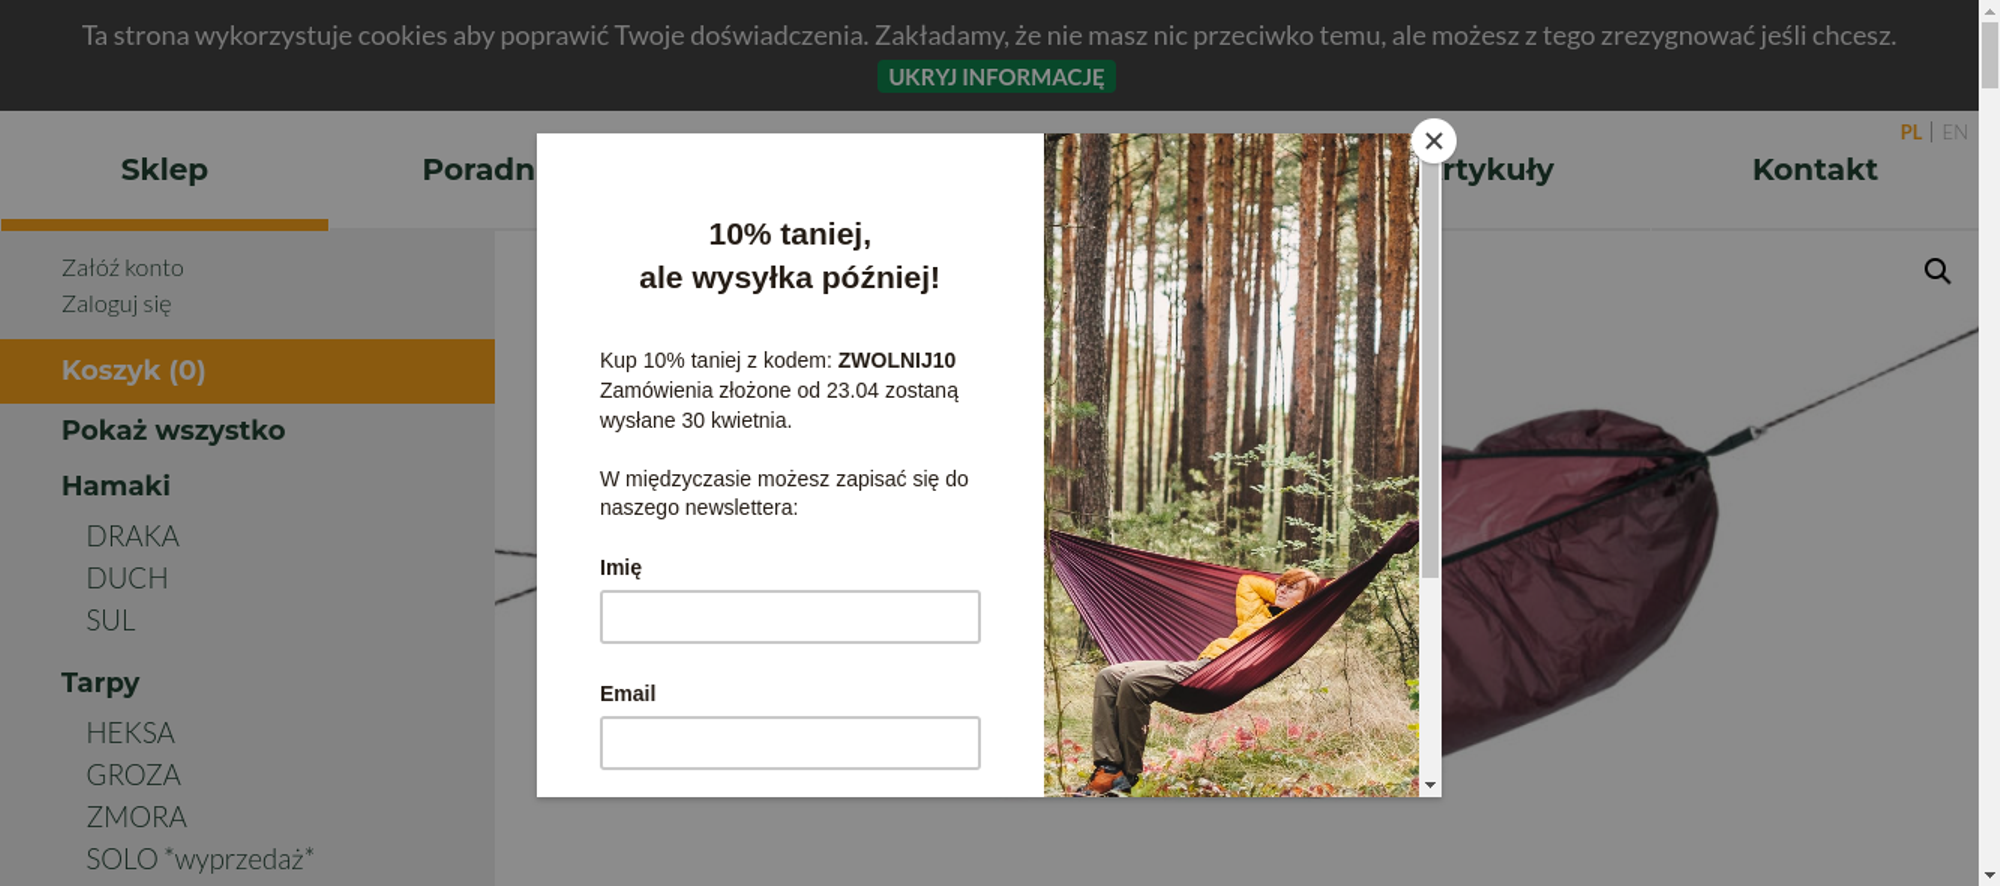 Ta strona wykorzystuje cookies aby poprawić Twoje doświadczenia. Zakładamy, że nie masz nic przeciwko temu, ale możesz z tego zrezygnować jeśli chcesz.
UKRYJ INFORMACJĘ
PL | EN
Sklep
Poradn
rtykuły
Kontakt
Załóż konto
Zaloguj się
Koszyk (0)
Pokaż wszystko
Hamaki
DRAKA
DUCH
SUL
Tarpy
HEKSA
GROZA
ZMORA
SOLO *wyprzedaż*
10% taniej,
ale wysyłka później!
Kup 10% taniej z kodem: ZWOLNIJ10
Zamówienia złożone od 23.04 zostaną
wysłane 30 kwietnia.
W międzyczasie możesz zapisać się do
naszego newslettera:
Imię
Email